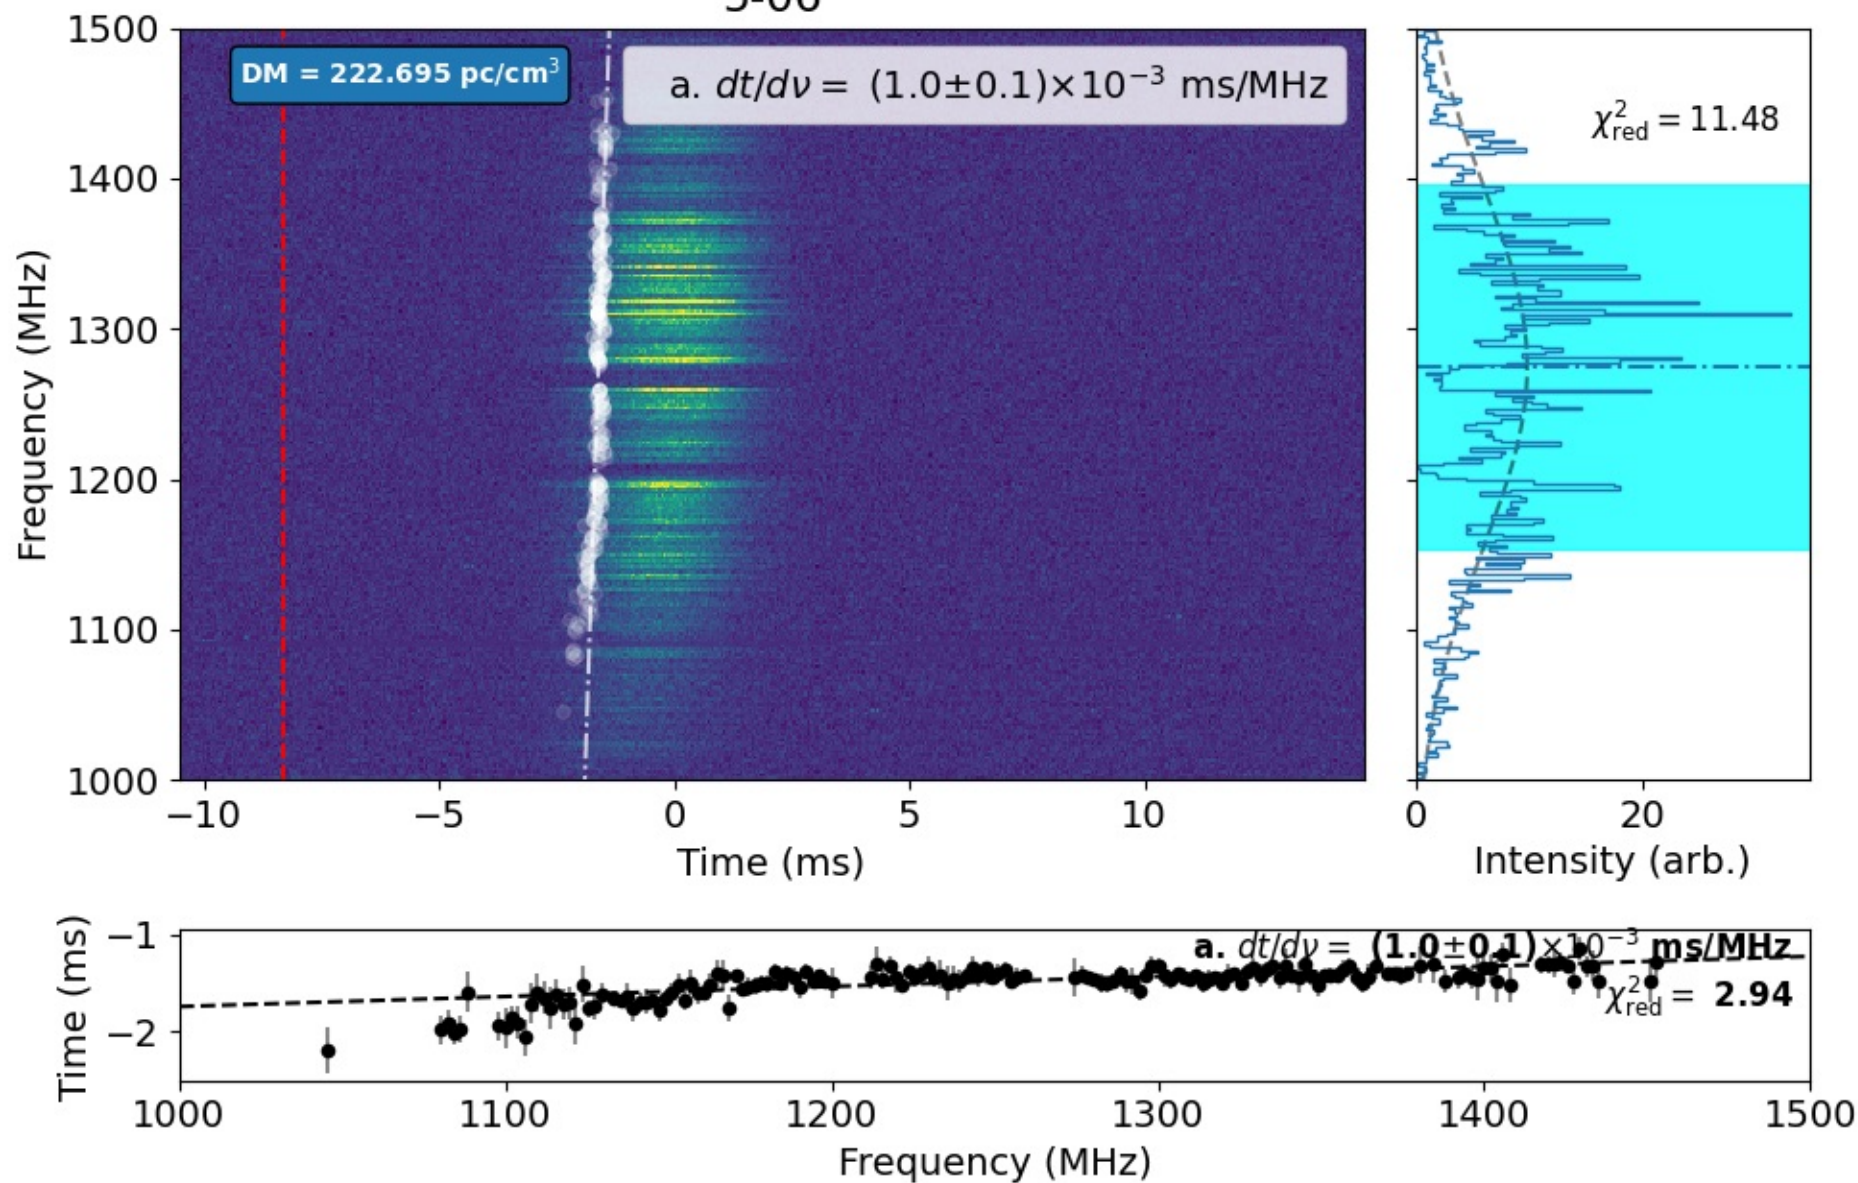 1500
1400
1300
1200
1100
1000
Frequency (MHz)
DM = 222.695 pc/cm³
a. dt/dν = (1.0±0.1)×10⁻³ ms/MHz
−10 −5 0 5 10
Time (ms)
χ²red = 11.48
0 20
Intensity (arb.)
−1
−2
Time (ms)
a. dt/dν = (1.0±0.1)×10⁻³ ms/MHz
χ²red = 2.94
1000 1100 1200 1300 1400 1500
Frequency (MHz)